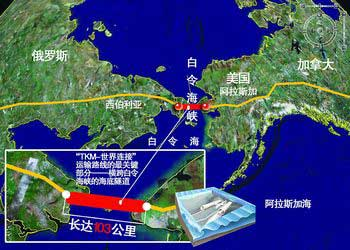 俄罗斯
白令海峡
美国
阿拉斯加
加拿大
西伯利亚
白令海
"TKM-世界连接"
运输路线的最关键
部分——横跨白令
海峡的海底隧道
长达103公里
阿拉斯加海